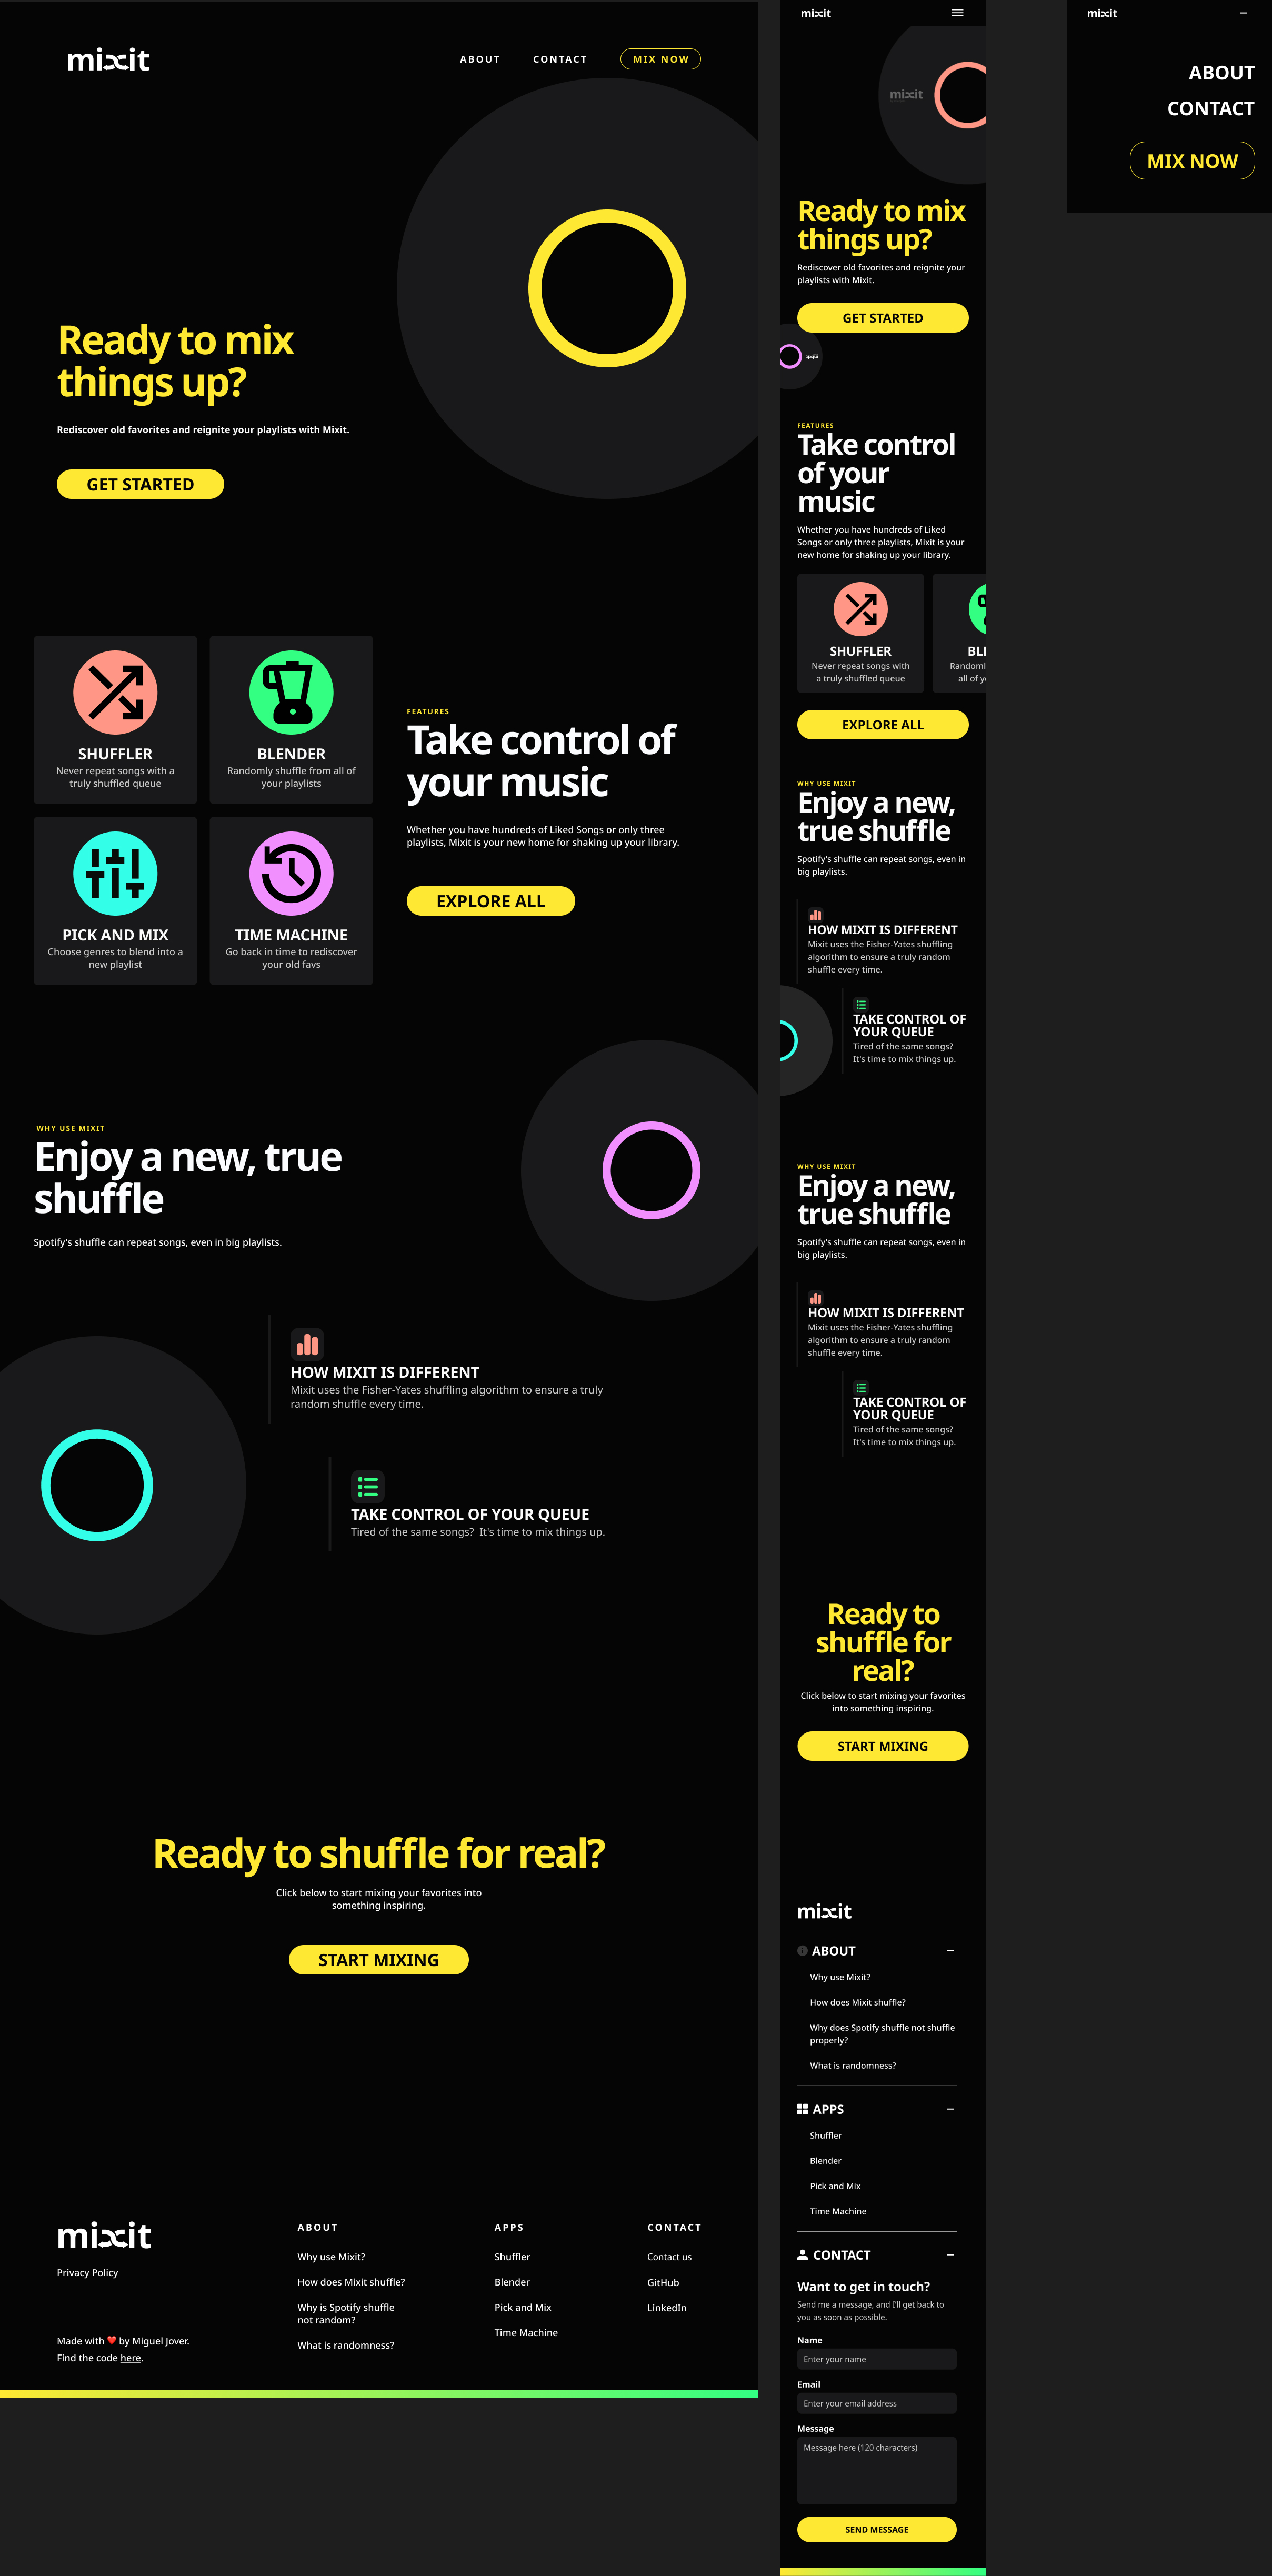 mixit
ABOUT
CONTACT
MIX NOW
Ready to mix
things up?
Rediscover old favorites and reignite your playlists with Mixit.
GET STARTED
SHUFFLER
Never repeat songs with a
truly shuffled queue
BLENDER
Randomly shuffle from all of
your playlists
PICK AND MIX
Choose genres to blend into a
new playlist
TIME MACHINE
Go back in time to rediscover
your old favs
FEATURES
Take control of
your music
Whether you have hundreds of Liked Songs or only three
playlists, Mixit is your new home for shaking up your library.
EXPLORE ALL
WHY USE MIXIT
Enjoy a new, true
shuffle
Spotify's shuffle can repeat songs, even in big playlists.
HOW MIXIT IS DIFFERENT
Mixit uses the Fisher-Yates shuffling algorithm to ensure a truly
random shuffle every time.
TAKE CONTROL OF YOUR QUEUE
Tired of the same songs? It's time to mix things up.
Ready to shuffle for real?
Click below to start mixing your favorites into
something inspiring.
START MIXING
mixit
Privacy Policy
Made with ❤️ by Miguel Jover.
Find the code here.
ABOUT
Why use Mixit?
How does Mixit shuffle?
Why is Spotify shuffle
not random?
What is randomness?
APPS
Shuffler
Blender
Pick and Mix
Time Machine
CONTACT
Contact us
GitHub
LinkedIn
mixit
mixit
Ready to mix
things up?
Rediscover old favorites and reignite your
playlists with Mixit.
GET STARTED
FEATURES
Take control
of your
music
Whether you have hundreds of Liked
Songs or only three playlists, Mixit is your
new home for shaking up your library.
SHUFFLER
Never repeat songs with
a truly shuffled queue
BLE
Randoml
all of y
EXPLORE ALL
WHY USE MIXIT
Enjoy a new,
true shuffle
Spotify's shuffle can repeat songs, even in
big playlists.
HOW MIXIT IS DIFFERENT
Mixit uses the Fisher-Yates shuffling
algorithm to ensure a truly random
shuffle every time.
TAKE CONTROL OF
YOUR QUEUE
Tired of the same songs?
It's time to mix things up.
WHY USE MIXIT
Enjoy a new,
true shuffle
Spotify's shuffle can repeat songs, even in
big playlists.
HOW MIXIT IS DIFFERENT
Mixit uses the Fisher-Yates shuffling
algorithm to ensure a truly random
shuffle every time.
TAKE CONTROL OF
YOUR QUEUE
Tired of the same songs?
It's time to mix things up.
Ready to
shuffle for
real?
Click below to start mixing your favorites
into something inspiring.
START MIXING
mixit
ABOUT
Why use Mixit?
How does Mixit shuffle?
Why does Spotify shuffle not shuffle
properly?
What is randomness?
APPS
Shuffler
Blender
Pick and Mix
Time Machine
CONTACT
Want to get in touch?
Send me a message, and I'll get back to
you as soon as possible.
Name
Enter your name
Email
Enter your email address
Message
Message here (120 characters)
SEND MESSAGE
mixit
ABOUT
CONTACT
MIX NOW